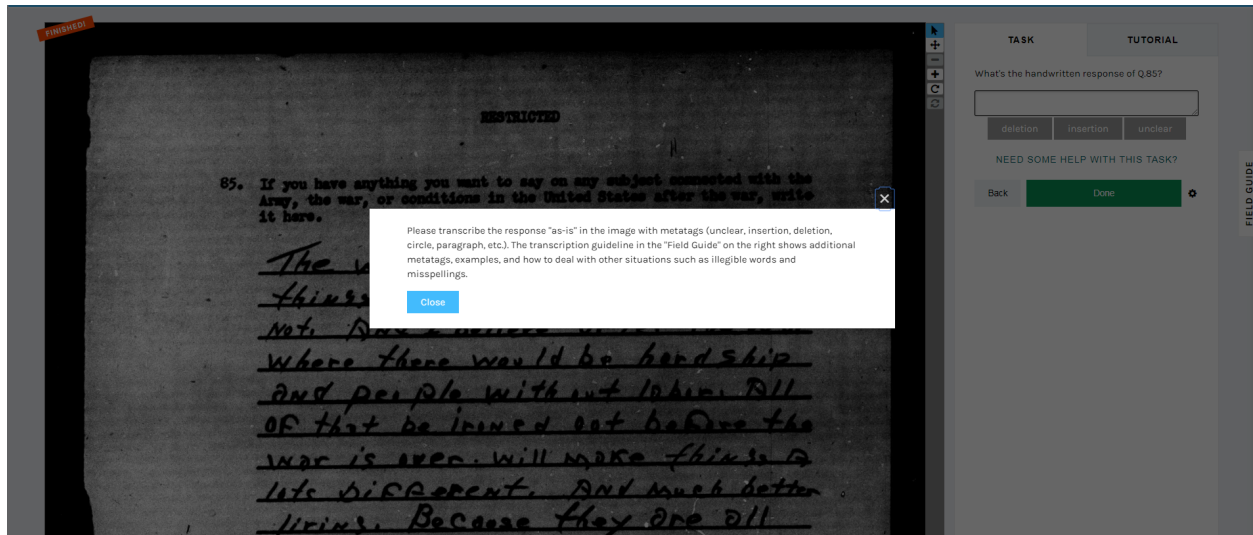 FINISHED!
RESTRICTED
85. If you have anything you want to say on any subject connected with the
Army, the war, or conditions in the United States after the war, write
it here.
The
things
Not. And I believe
where there would be hardship
and people without labor. All
of that be ironed out before the
war is over. will make things a
lots different. And much better
living. Because they are all
Please transcribe the response "as-is" in the image with metatags (unclear, insertion, deletion,
circle, paragraph, etc.). The transcription guideline in the "Field Guide" on the right shows additional
metatags, examples, and how to deal with other situations such as illegible words and
misspellings.
Close
TASK
TUTORIAL
What's the handwritten response of Q.85?
deletion
insertion
unclear
NEED SOME HELP WITH THIS TASK?
Back
Done
FIELD GUIDE